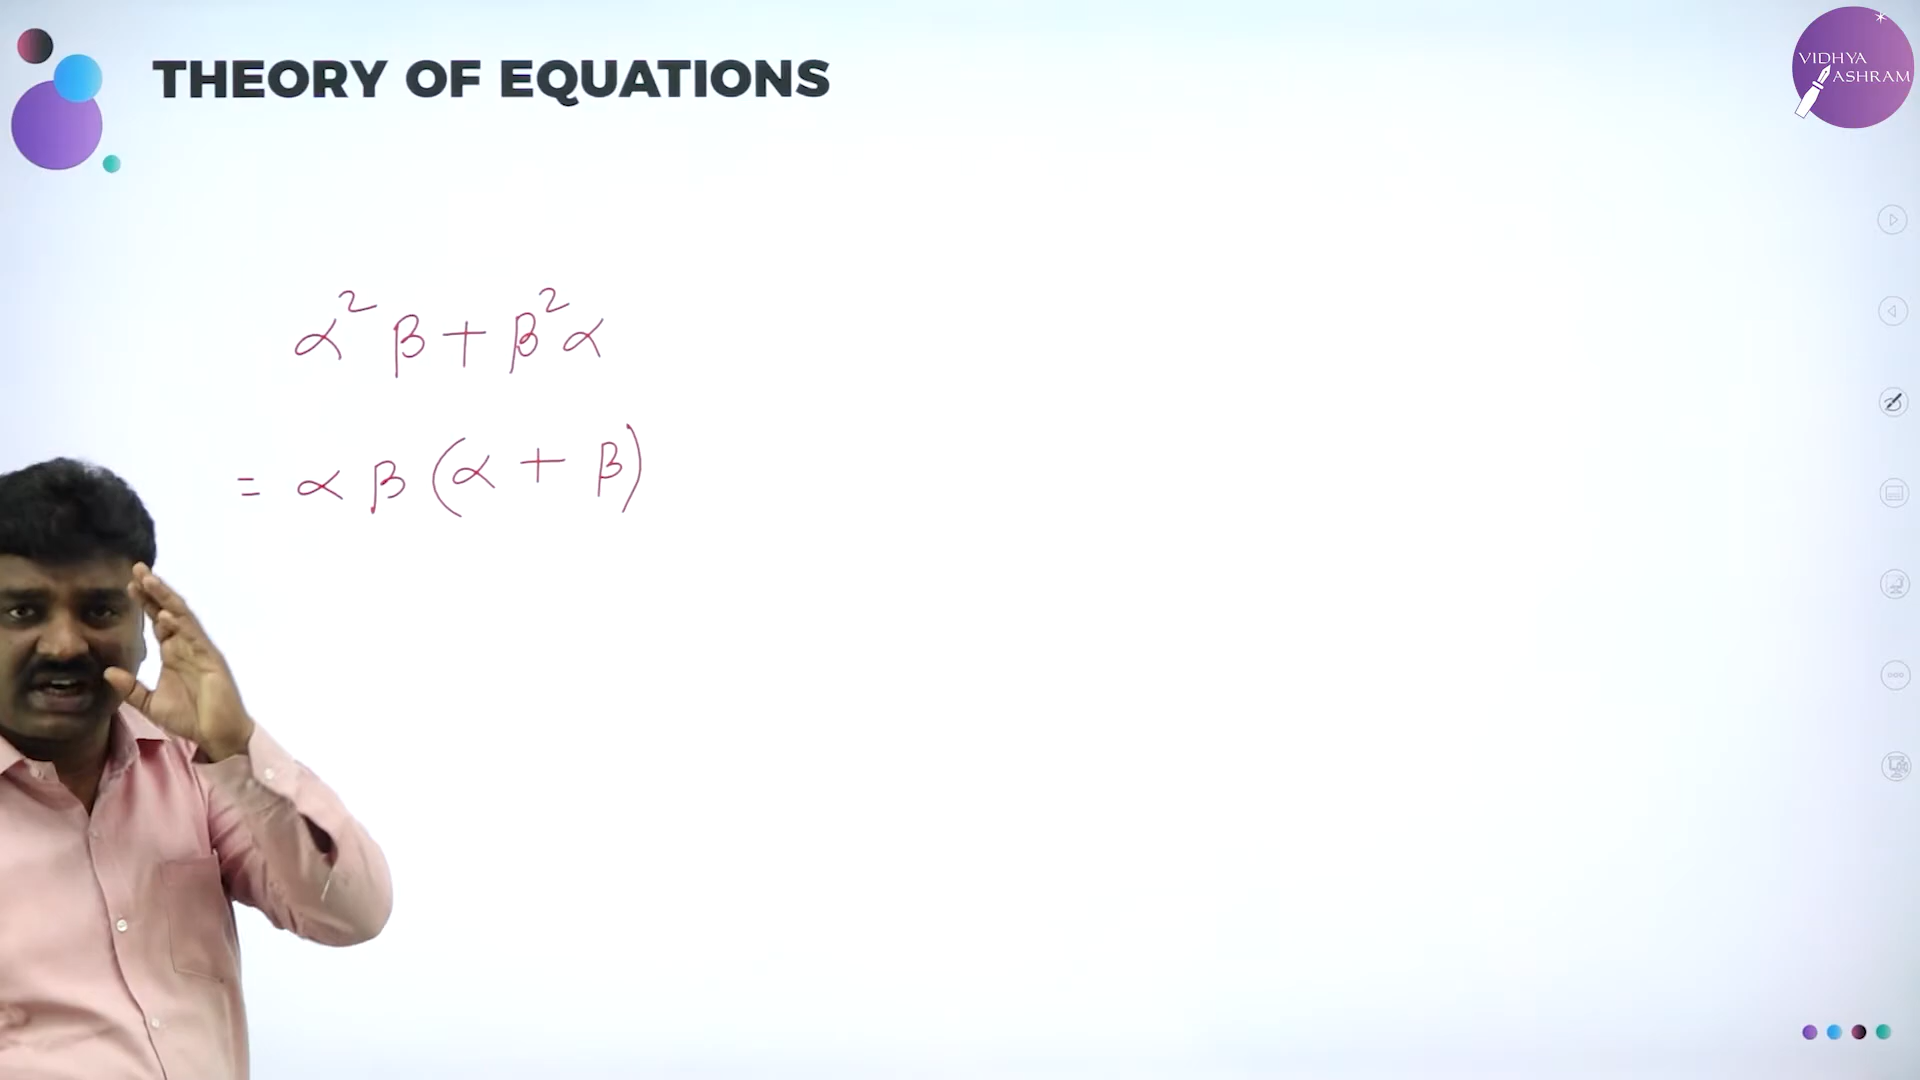 THEORY OF EQUATIONS
VIDHYA
ASHRAM
α²β + β²α
= αβ(α + β)